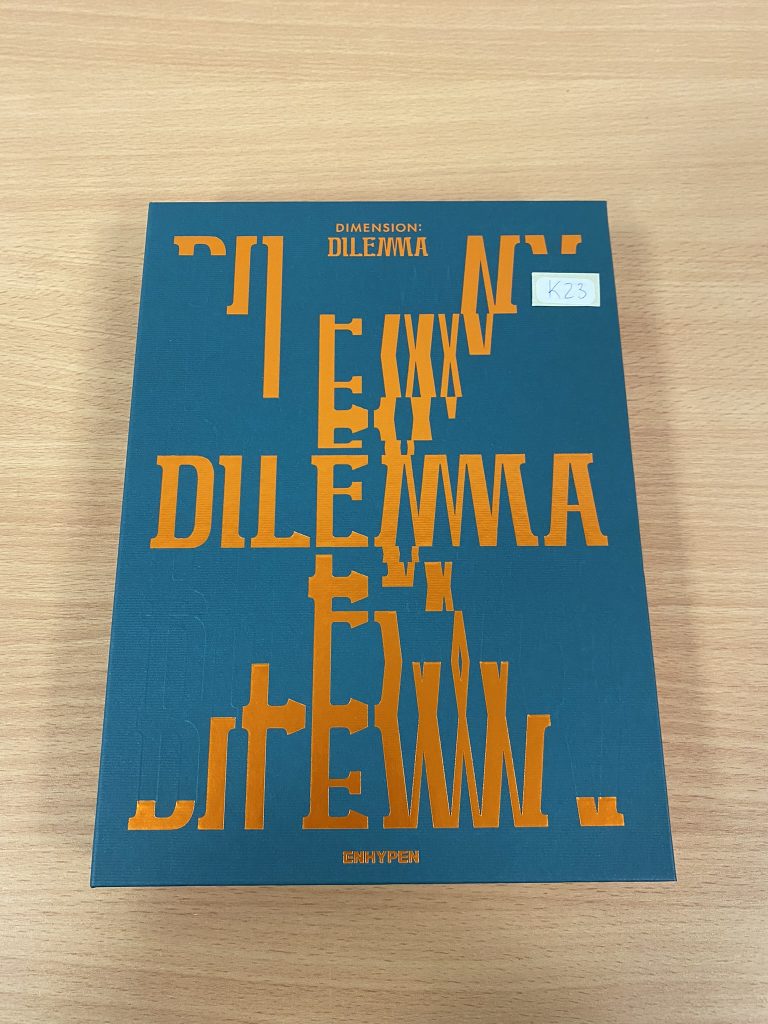 DIMENSION:
DILEMMA
K23
DILEMMA
ENHYPEN